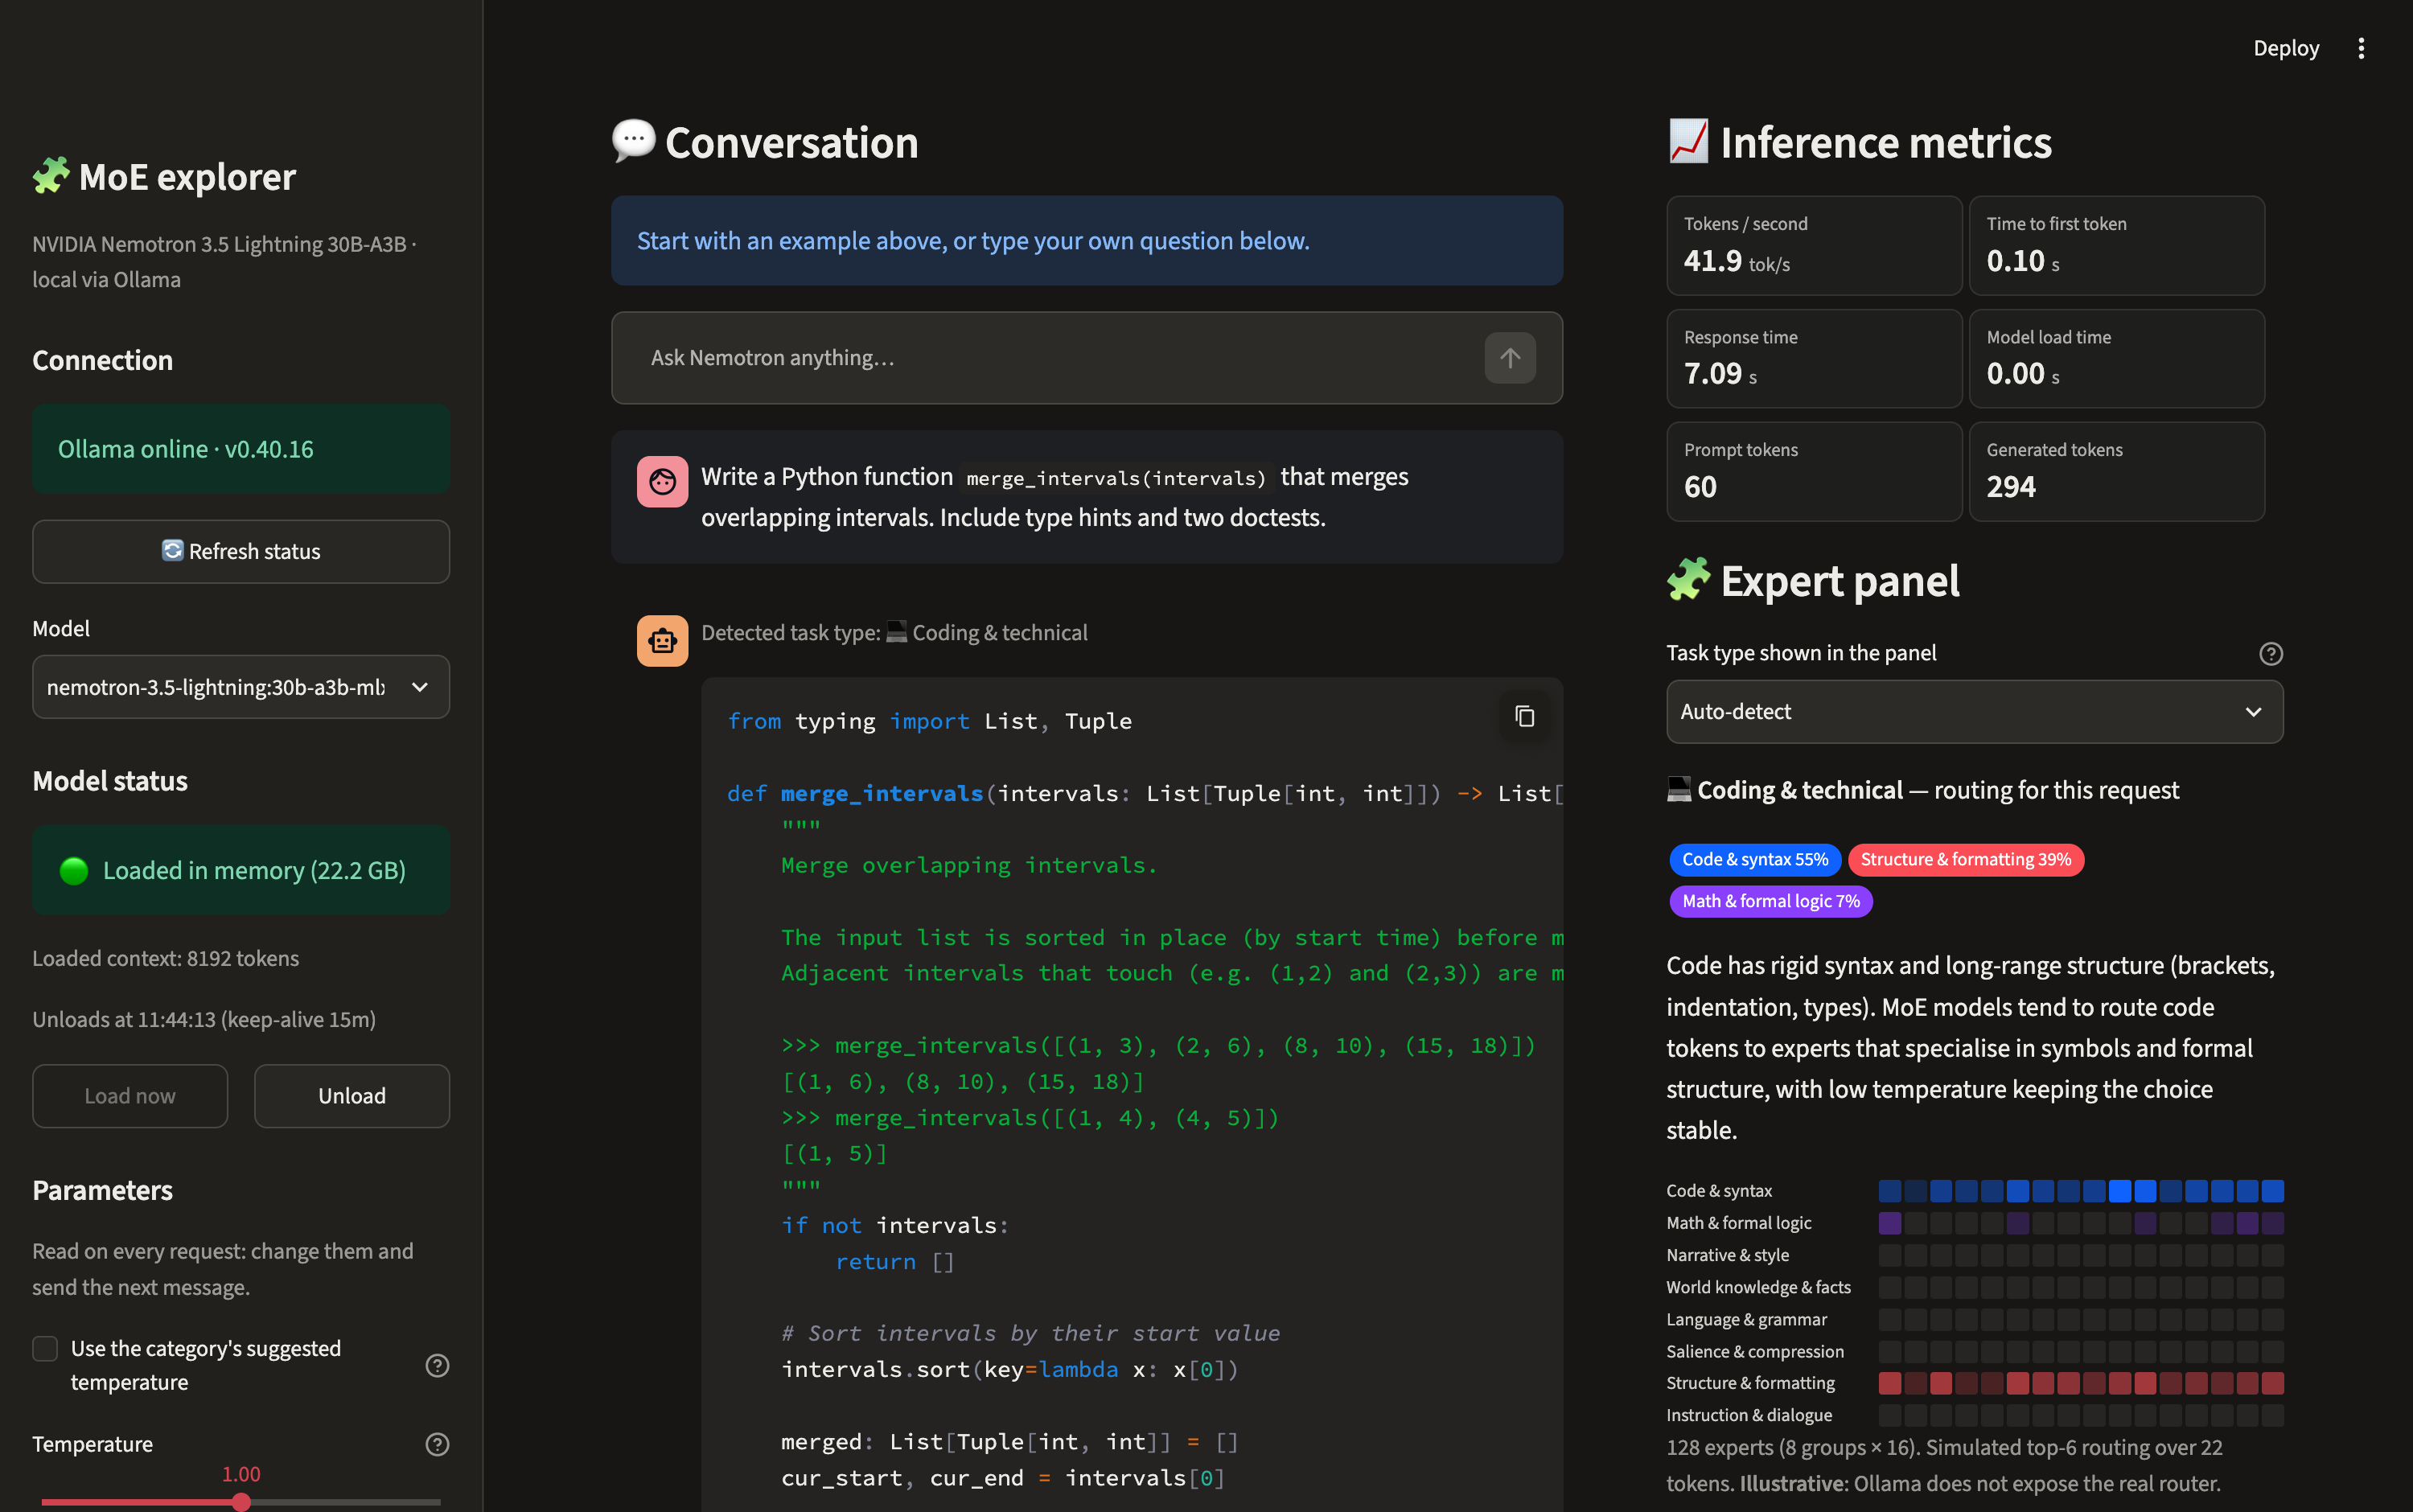 Deploy
MoE explorer
NVIDIA Nemotron 3.5 Lightning 30B-A3B ·
local via Ollama
Connection
Ollama online · v0.40.16
Refresh status
Model
nemotron-3.5-lightning:30b-a3b-ml
Model status
Loaded in memory (22.2 GB)
Loaded context: 8192 tokens
Unloads at 11:44:13 (keep-alive 15m)
Load now
Unload
Parameters
Read on every request: change them and
send the next message.
Use the category's suggested
temperature
Temperature
1.00
Conversation
Start with an example above, or type your own question below.
Ask Nemotron anything…
Write a Python function merge_intervals(intervals) that merges
overlapping intervals. Include type hints and two doctests.
Detected task type: Coding & technical
from typing import List, Tuple
def merge_intervals(intervals: List[Tuple[int, int]]) -> List[
"""
Merge overlapping intervals.
The input list is sorted in place (by start time) before m
Adjacent intervals that touch (e.g. (1,2) and (2,3)) are m
>>> merge_intervals([(1, 3), (2, 6), (8, 10), (15, 18)])
[(1, 6), (8, 10), (15, 18)]
>>> merge_intervals([(1, 4), (4, 5)])
[(1, 5)]
"""
if not intervals:
return []
# Sort intervals by their start value
intervals.sort(key=lambda x: x[0])
merged: List[Tuple[int, int]] = []
cur_start, cur_end = intervals[0]
Inference metrics
Tokens / second
41.9 tok/s
Time to first token
0.10 s
Response time
7.09 s
Model load time
0.00 s
Prompt tokens
60
Generated tokens
294
Expert panel
Task type shown in the panel
Auto-detect
Coding & technical — routing for this request
Code & syntax 55%
Structure & formatting 39%
Math & formal logic 7%
Code has rigid syntax and long-range structure (brackets,
indentation, types). MoE models tend to route code
tokens to experts that specialise in symbols and formal
structure, with low temperature keeping the choice
stable.
Code & syntax
Math & formal logic
Narrative & style
World knowledge & facts
Language & grammar
Salience & compression
Structure & formatting
Instruction & dialogue
128 experts (8 groups × 16). Simulated top-6 routing over 22
tokens. Illustrative: Ollama does not expose the real router.